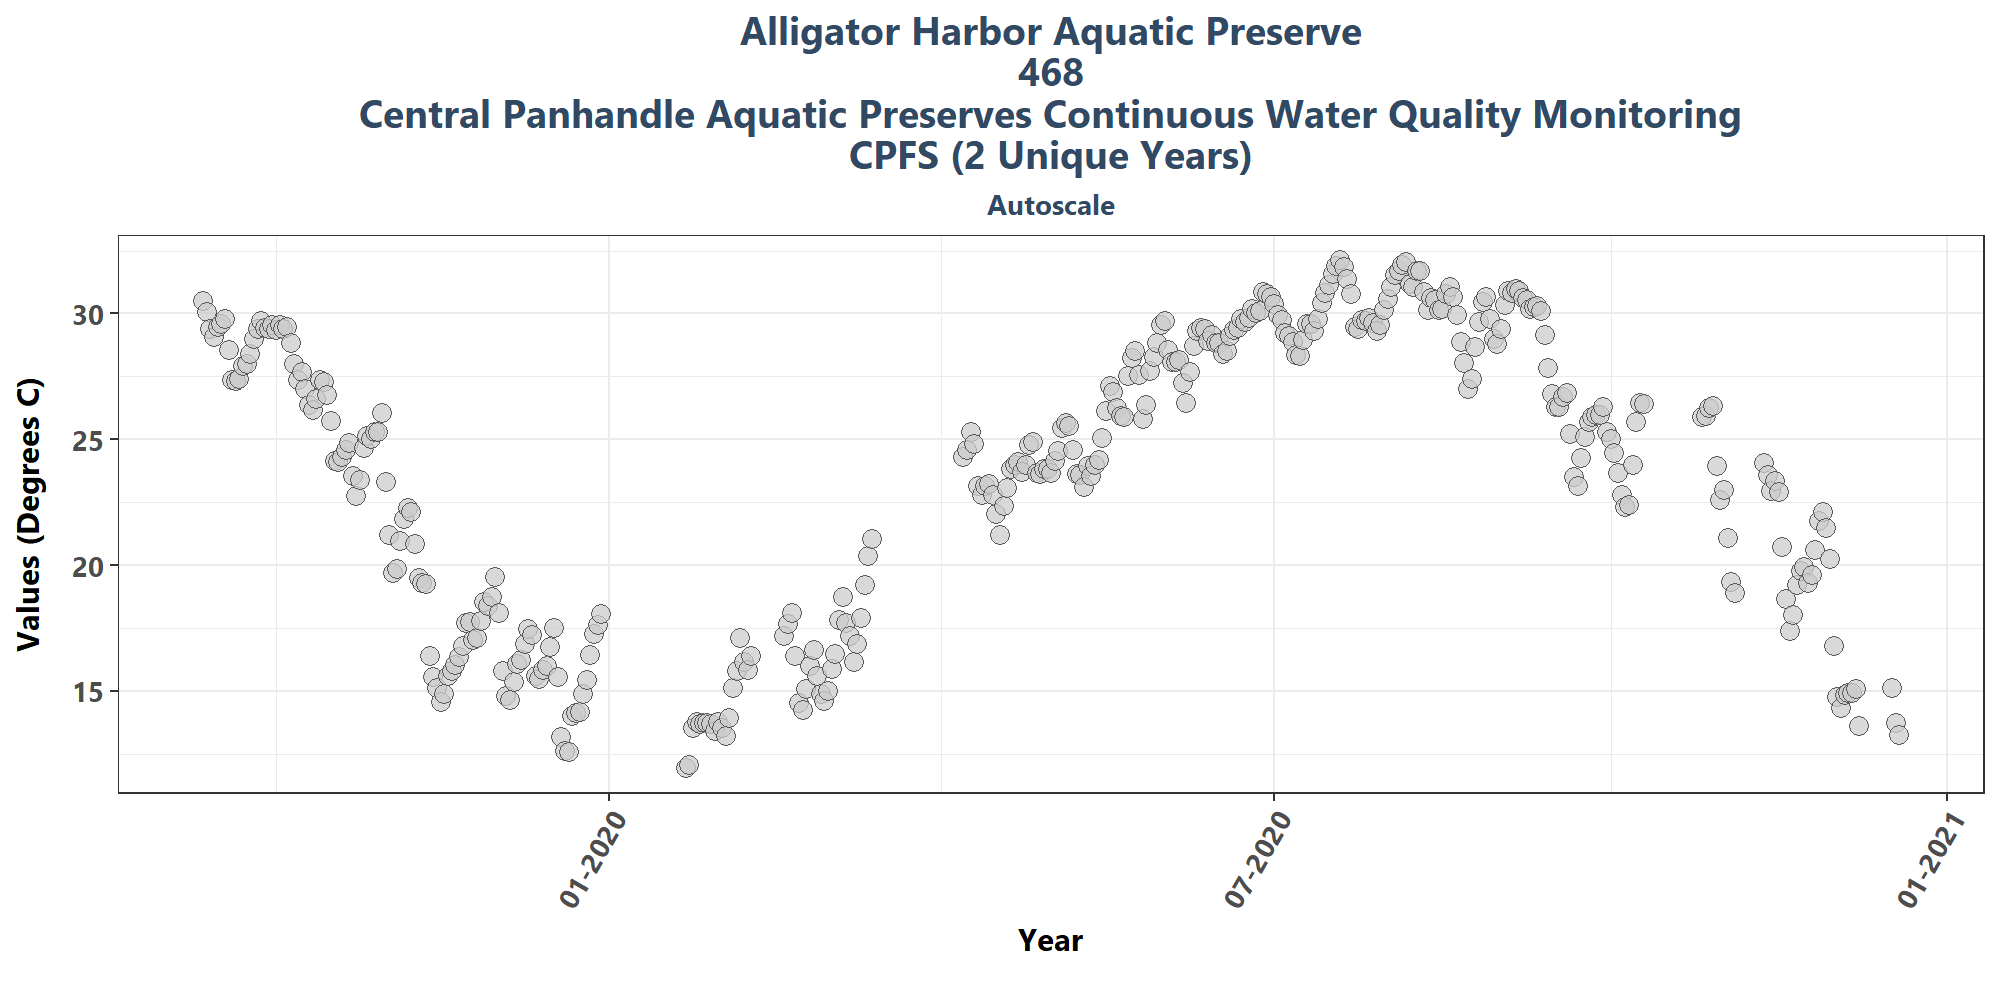 Alligator Harbor Aquatic Preserve
468
Central Panhandle Aquatic Preserves Continuous Water Quality Monitoring
CPFS (2 Unique Years)
Autoscale
Values (Degrees C)
30
25
20
15
01-2020
07-2020
01-2021
Year